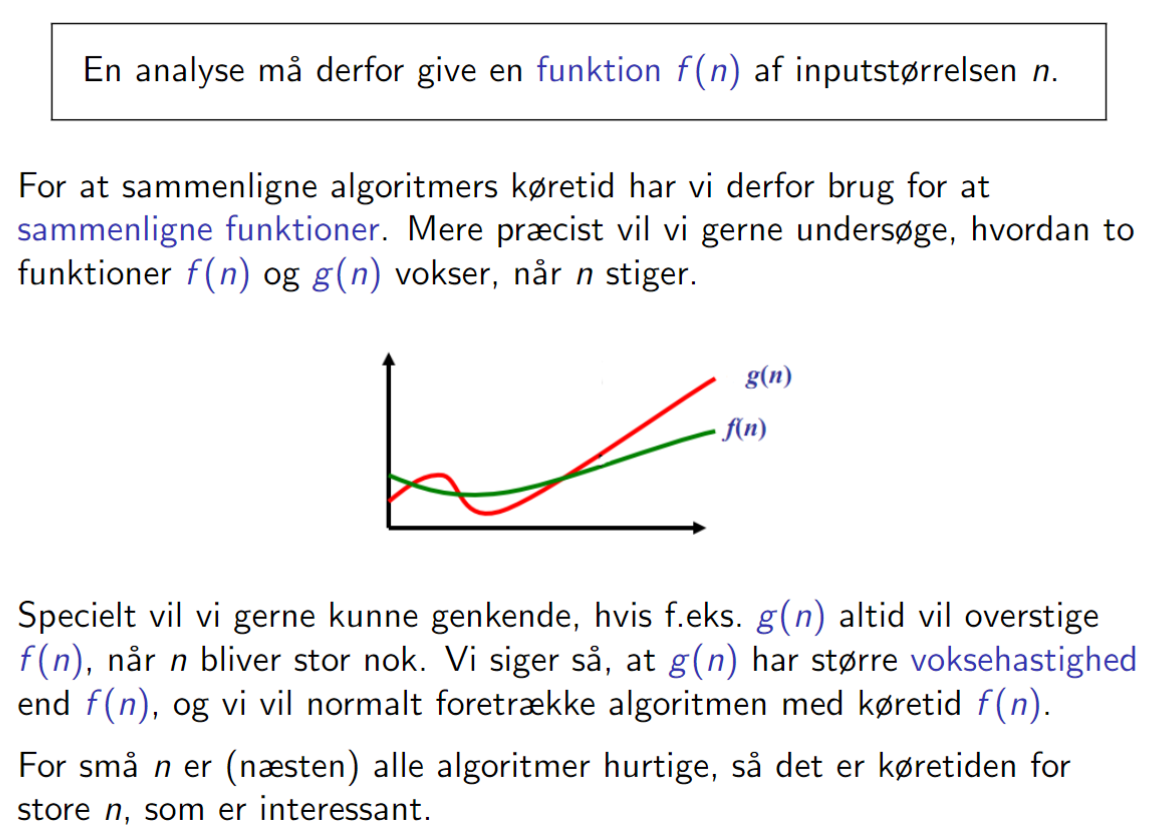 En analyse må derfor give en funktion f(n) af inputstørrelsen n.
For at sammenligne algoritmers køretid har vi derfor brug for at
sammenligne funktioner. Mere præcist vil vi gerne undersøge, hvordan to
funktioner f(n) og g(n) vokser, når n stiger.
g(n)
f(n)
Specielt vil vi gerne kunne genkende, hvis f.eks. g(n) altid vil overstige
f(n), når n bliver stor nok. Vi siger så, at g(n) har større voksehastighed
end f(n), og vi vil normalt foretrække algoritmen med køretid f(n).
For små n er (næsten) alle algoritmer hurtige, så det er køretiden for
store n, som er interessant.